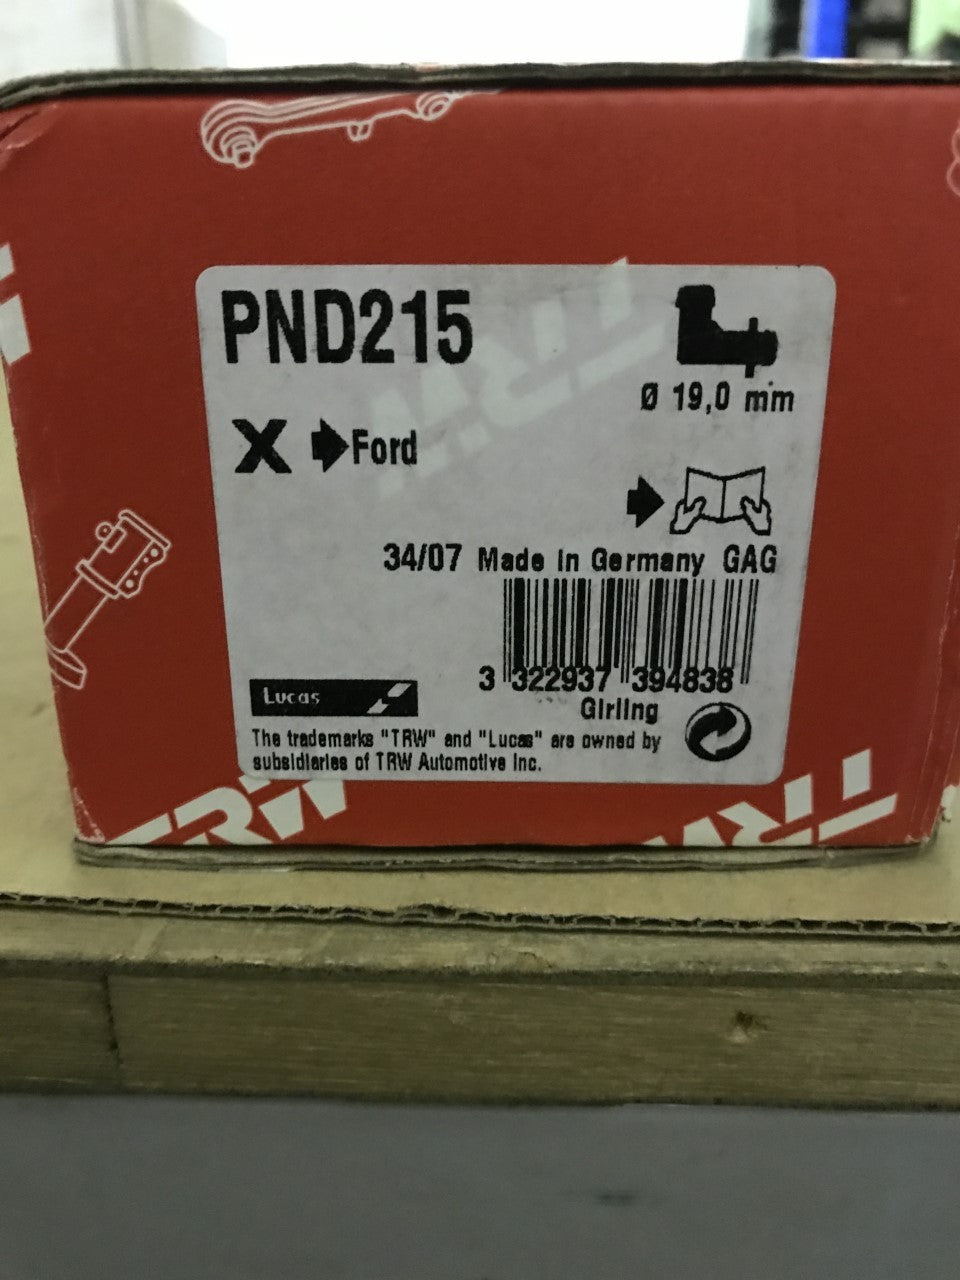 PND215
Ø 19,0 mm
X Ford
34/07 Made In Germany GAG
3 322937 394838
Girling
Lucas
The trademarks "TRW" and "Lucas" are owned by
subsidiaries of TRW Automotive Inc.
TRW
TRW
TRW